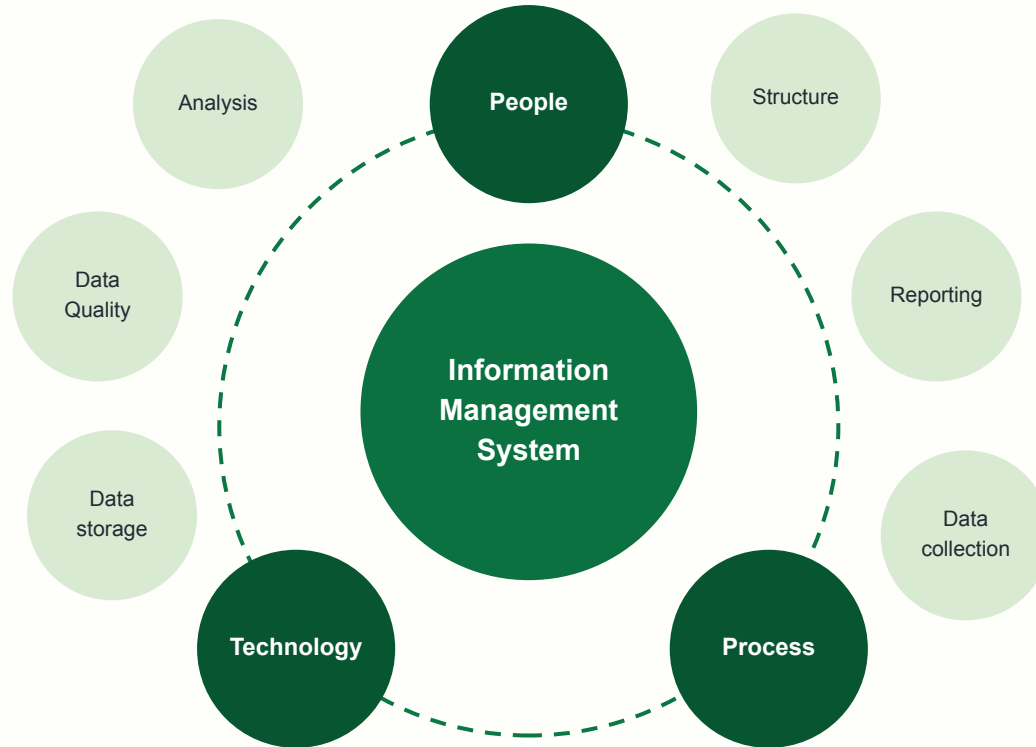 People
Structure
Analysis
Reporting
Data
Quality
Information
Management
System
Data
storage
Data
collection
Technology
Process